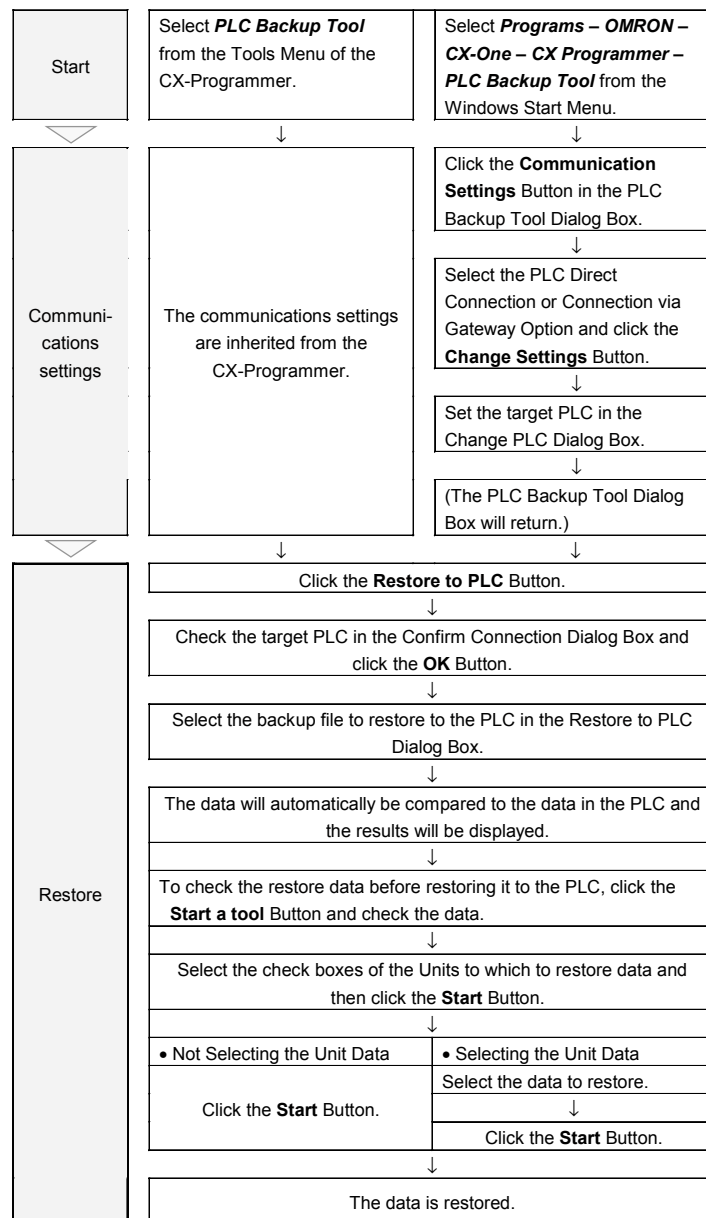 Start
Select PLC Backup Tool
from the Tools Menu of the
CX-Programmer.
Select Programs – OMRON –
CX-One – CX Programmer –
PLC Backup Tool from the
Windows Start Menu.
↓
↓
Communi-
cations
settings
The communications settings
are inherited from the
CX-Programmer.
Click the Communication
Settings Button in the PLC
Backup Tool Dialog Box.
↓
Select the PLC Direct
Connection or Connection via
Gateway Option and click the
Change Settings Button.
↓
Set the target PLC in the
Change PLC Dialog Box.
↓
(The PLC Backup Tool Dialog
Box will return.)
↓
↓
Restore
Click the Restore to PLC Button.
↓
Check the target PLC in the Confirm Connection Dialog Box and
click the OK Button.
↓
Select the backup file to restore to the PLC in the Restore to PLC
Dialog Box.
↓
The data will automatically be compared to the data in the PLC and
the results will be displayed.
↓
To check the restore data before restoring it to the PLC, click the
Start a tool Button and check the data.
↓
Select the check boxes of the Units to which to restore data and
then click the Start Button.
↓
• Not Selecting the Unit Data
Click the Start Button.
• Selecting the Unit Data
Select the data to restore.
↓
Click the Start Button.
↓
The data is restored.